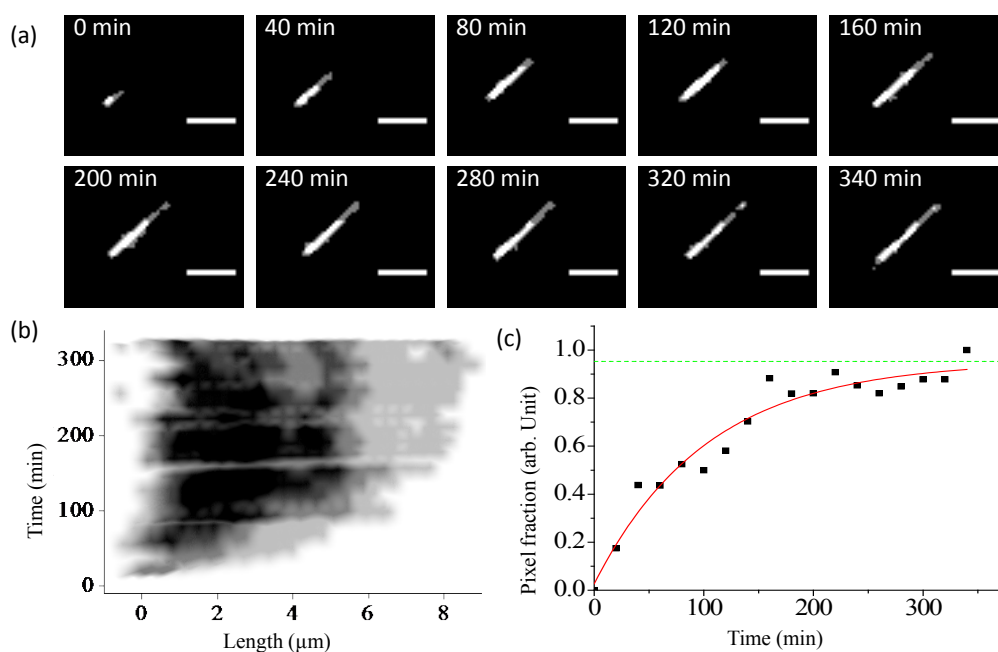 (a)
0 min 40 min 80 min 120 min 160 min
200 min 240 min 280 min 320 min 340 min
(b)
300
200
100
0
Time (min)
0 2 4 6 8
Length (μm)
(c)
1.0
0.8
0.6
0.4
0.2
0.0
Pixel fraction (arb. Unit)
0 100 200 300
Time (min)